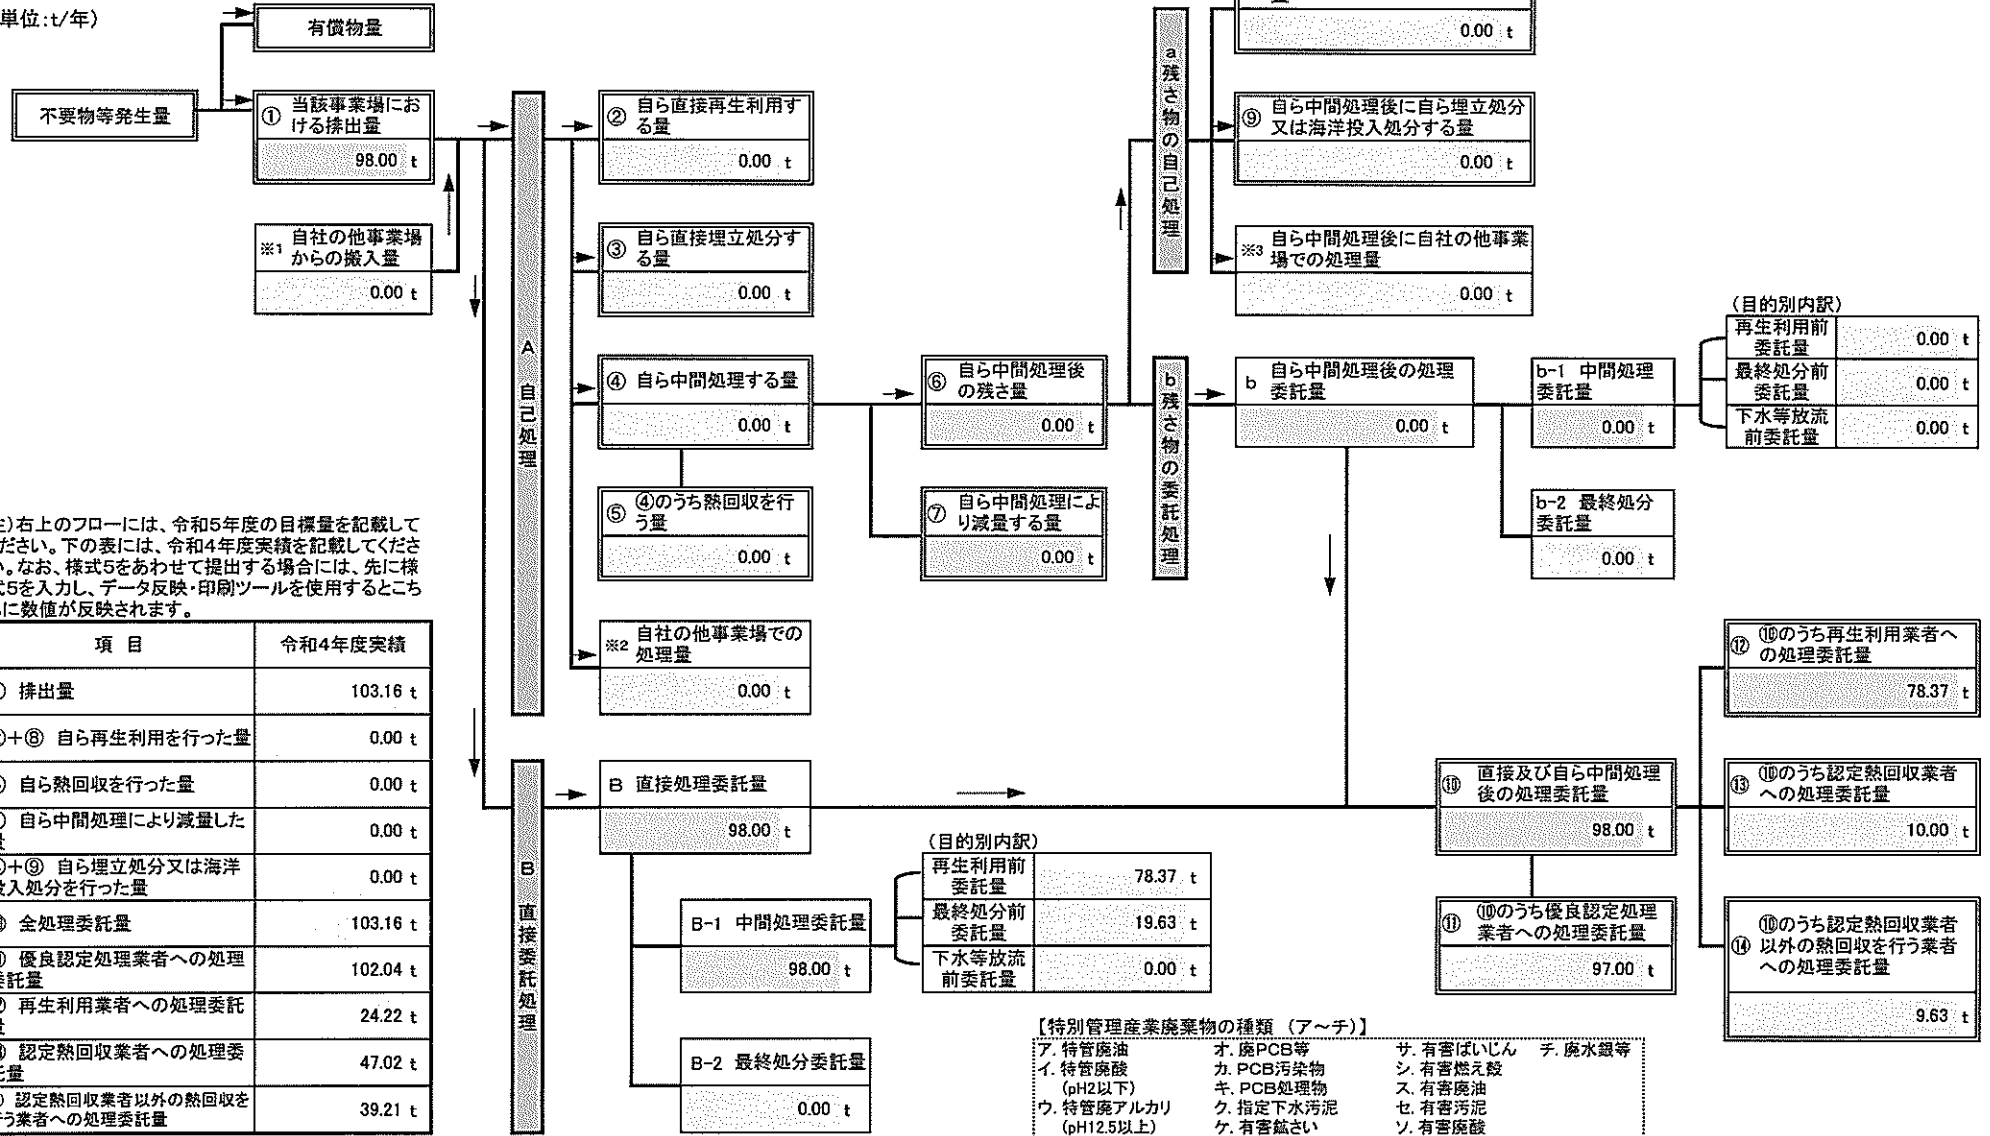 単位:t/年)
有償物量
不要物等発生量
① 当該事業場にお
ける排出量
98.00 t
※1 自社の他事業場
からの搬入量
0.00 t
A 自己処理
② 自ら直接再生利用す
る量
0.00 t
③ 自ら直接埋立処分す
る量
0.00 t
④ 自ら中間処理する量
0.00 t
⑤ ④のうち熱回収を行
う量
0.00 t
※2 自社の他事業場での
処理量
0.00 t
⑥ 自ら中間処理後
の残さ量
0.00 t
⑦ 自ら中間処理によ
り減量する量
0.00 t
a 残さ物の自己処理
0.00 t
⑨ 自ら中間処理後に自ら埋立処分
又は海洋投入処分する量
0.00 t
※3 自ら中間処理後に自社の他事業
場での処理量
0.00 t
b 残さ物の委託処理
b 自ら中間処理後の処理
委託量
0.00 t
b-1 中間処理
委託量
0.00 t
b-2 最終処分
委託量
0.00 t
(目的別内訳)
再生利用前
委託量
0.00 t
最終処分前
委託量
0.00 t
下水等放流
前委託量
0.00 t
)右上のフローには、令和5年度の目標量を記載して
ださい。下の表には、令和4年度実績を記載してくださ
。なお、様式5をあわせて提出する場合には、先に様
式5を入力し、データ反映・印刷ツールを使用するとこち
に数値が反映されます。
項 目 令和4年度実績
) 排出量 103.16 t
)+⑧ 自ら再生利用を行った量 0.00 t
) 自ら熱回収を行った量 0.00 t
) 自ら中間処理により減量した
量 0.00 t
)+⑨ 自ら埋立処分又は海洋
投入処分を行った量 0.00 t
全処理委託量 103.16 t
優良認定処理業者への処理
委託量 102.04 t
再生利用業者への処理委託
量 24.22 t
認定熱回収業者への処理委
託量 47.02 t
) 認定熱回収業者以外の熱回収を
行う業者への処理委託量 39.21 t
B 直接委託処理
B 直接処理委託量
98.00 t
B-1 中間処理委託量
98.00 t
B-2 最終処分委託量
0.00 t
(目的別内訳)
再生利用前
委託量
78.37 t
最終処分前
委託量
19.63 t
下水等放流
前委託量
0.00 t
⑩ 直接及び自ら中間処理
後の処理委託量
98.00 t
⑪ ⑩のうち優良認定処理
業者への処理委託量
97.00 t
⑫ ⑩のうち再生利用業者へ
の処理委託量
78.37 t
⑬ ⑩のうち認定熱回収業者
への処理委託量
10.00 t
⑭ ⑩のうち認定熱回収業者
以外の熱回収を行う業者
への処理委託量
9.63 t
【特別管理産業廃棄物の種類 (ア～チ)】
ア. 特管廃油 オ. 廃PCB等 サ. 有害ばいじん チ. 廃水銀等
イ. 特管廃酸 カ. PCB汚染物 シ. 有害燃え殻
(pH2以下) キ. PCB処理物 ス. 有害廃油
ウ. 特管廃アルカリ ク. 指定下水汚泥 セ. 有害汚泥
(pH12.5以上) ケ. 有害鉱さい ソ. 有害廃酸